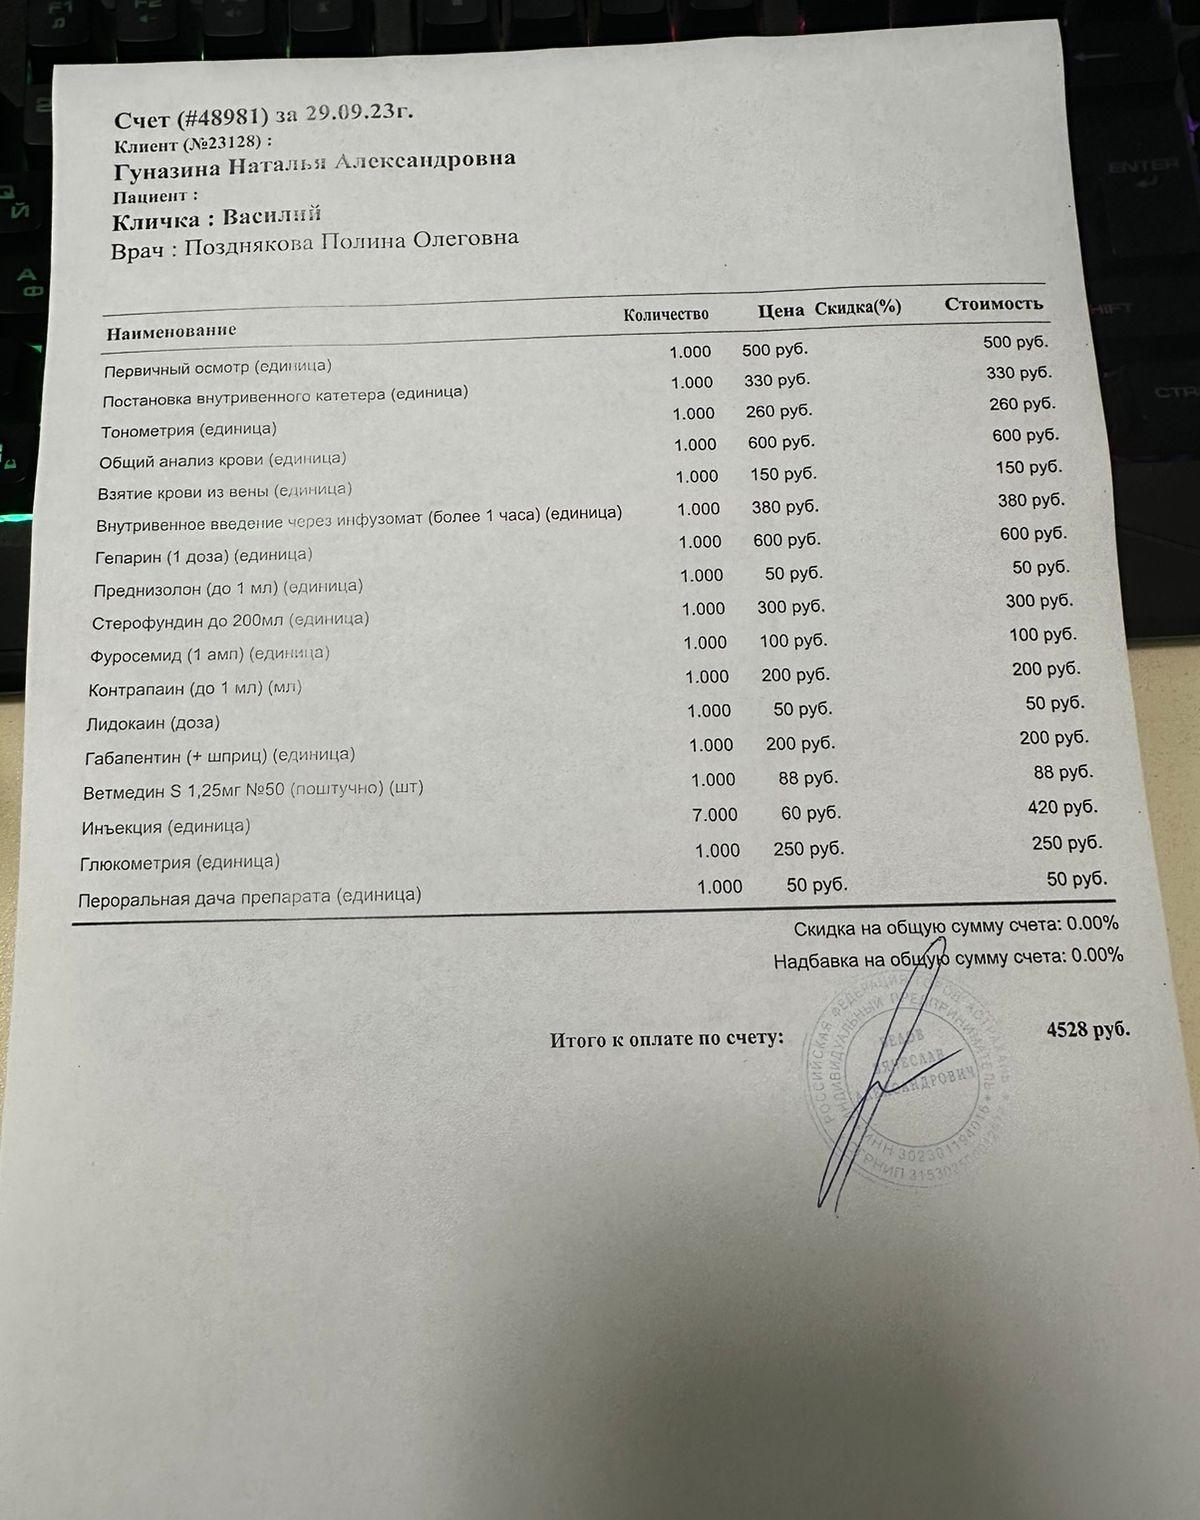 Счет (#48981) за 29.09.23г.
Клиент (№23128) :
Гуназина Наталья Александровна
Пациент :
Кличка : Василий
Врач : Позднякова Полина Олеговна
Наименование Количество Цена Скидка(%) Стоимость
Первичный осмотр (единица) 1.000 500 руб. 500 руб.
Постановка внутривенного катетера (единица) 1.000 330 руб. 330 руб.
Тонометрия (единица) 1.000 260 руб. 260 руб.
Общий анализ крови (единица) 1.000 600 руб. 600 руб.
Взятие крови из вены (единица) 1.000 150 руб. 150 руб.
Внутривенное введение через инфузомат (более 1 часа) (единица) 1.000 380 руб. 380 руб.
Гепарин (1 доза) (единица) 1.000 600 руб. 600 руб.
Преднизолон (до 1 мл) (единица) 1.000 50 руб. 50 руб.
Стерофундин до 200мл (единица) 1.000 300 руб. 300 руб.
Фуросемид (1 амп) (единица) 1.000 100 руб. 100 руб.
Контрапаин (до 1 мл) (мл) 1.000 200 руб. 200 руб.
Лидокаин (доза) 1.000 50 руб. 50 руб.
Габапентин (+ шприц) (единица) 1.000 200 руб. 200 руб.
Ветмедин S 1,25мг №50 (поштучно) (шт) 1.000 88 руб. 88 руб.
Инъекция (единица) 7.000 60 руб. 420 руб.
Глюкометрия (единица) 1.000 250 руб. 250 руб.
Пероральная дача препарата (единица) 1.000 50 руб. 50 руб.
Скидка на общую сумму счета: 0.00%
Надбавка на общую сумму счета: 0.00%
Итого к оплате по счету: 4528 руб.
РОССИЙСКАЯ ФЕДЕРАЦИЯ
ИНДИВИДУАЛЬНЫЙ ПРЕДПРИНИМАТЕЛЬ
БЕЛОВ
ВЯЧЕСЛАВ
АЛЕКСАНДРОВИЧ
ИНН 302301194016
ОГРНИП
F1
F2
ENTER
SHIFT
Й
А
Ф